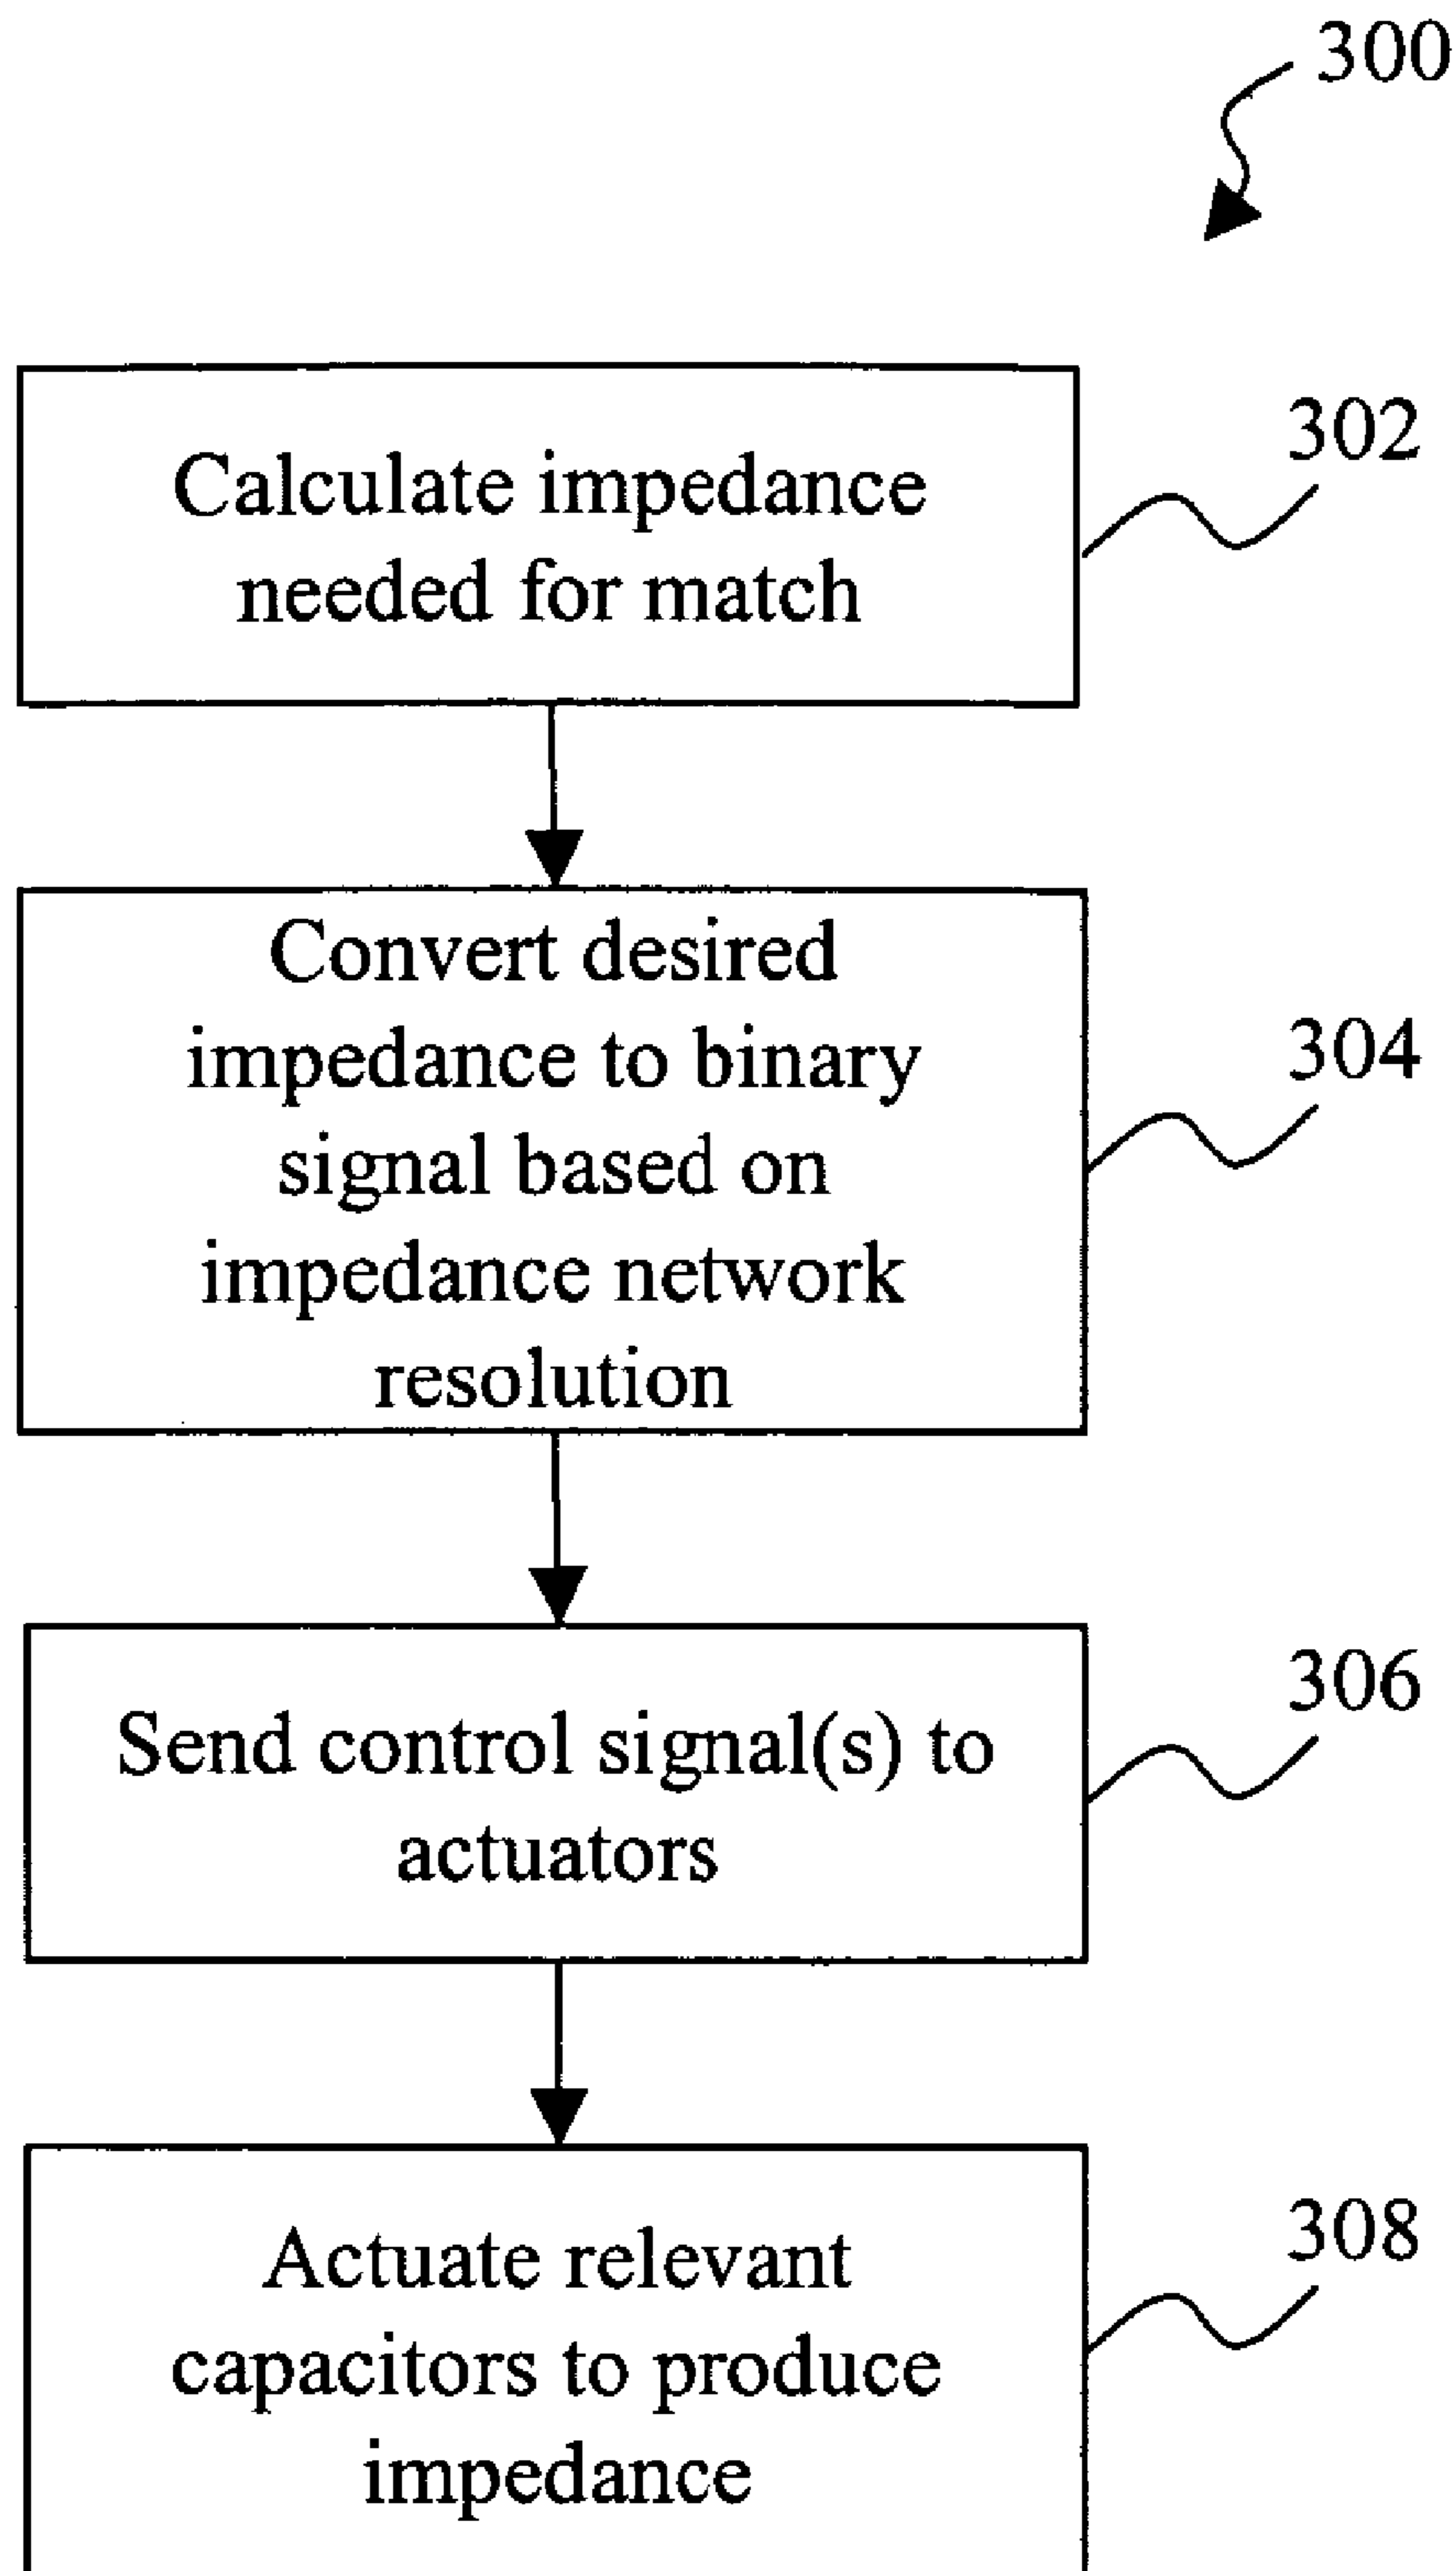 300
302
Calculate impedance
needed for match
Convert desired
impedance to binary
signal based on
impedance network
resolution
304
Send control signal(s) to
actuators
306
Actuate relevant
capacitors to produce
impedance
308